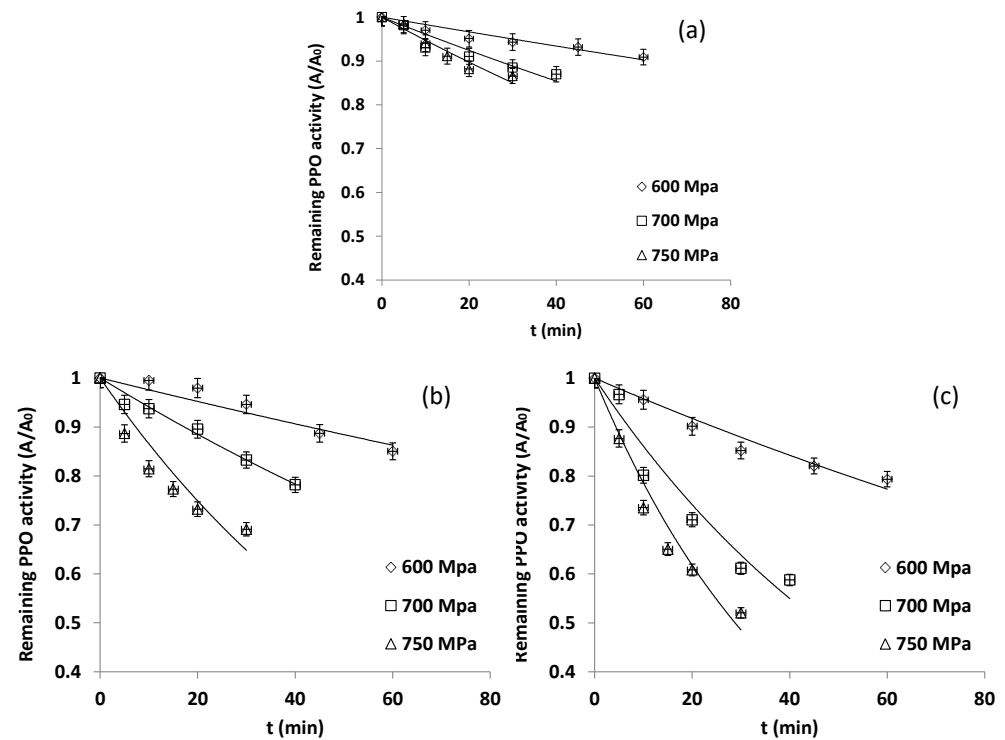 (a)
Remaining PPO activity (A/A0)
1
0.9
0.8
0.7
0.6
0.5
0.4
600 Mpa
700 Mpa
750 MPa
0 20 40 60 80
t (min)
(b)
Remaining PPO activity (A/A0)
1
0.9
0.8
0.7
0.6
0.5
0.4
600 Mpa
700 Mpa
750 MPa
0 20 40 60 80
t (min)
(c)
Remaining PPO activity (A/A0)
1
0.9
0.8
0.7
0.6
0.5
0.4
600 Mpa
700 Mpa
750 MPa
0 20 40 60 80
t (min)